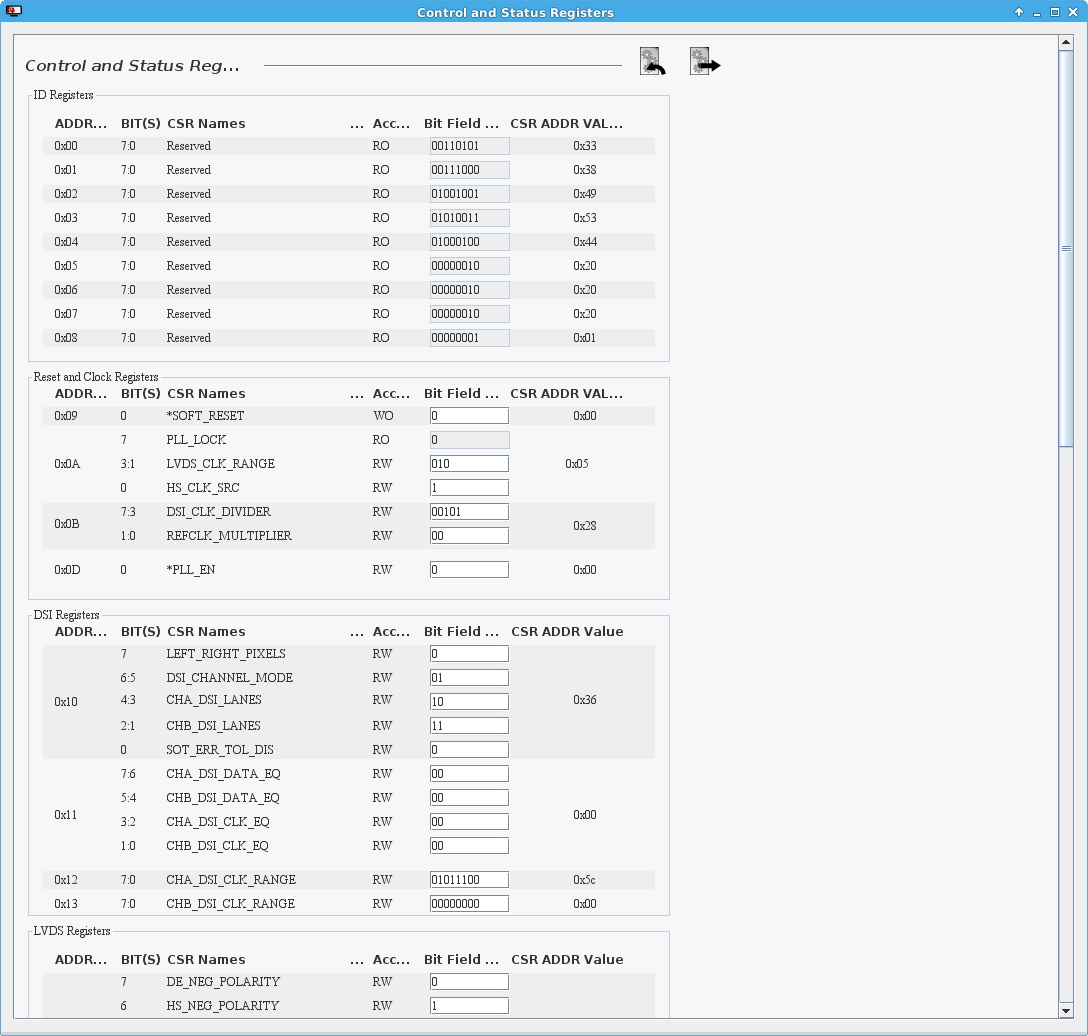 Control and Status Registers
Control and Status Reg...
ID Registers
ADDR... BIT(S) CSR Names ... Acc... Bit Field ... CSR ADDR VAL...
0x00 7:0 Reserved RO 00110101 0x33
0x01 7:0 Reserved RO 00111000 0x38
0x02 7:0 Reserved RO 01001001 0x49
0x03 7:0 Reserved RO 01010011 0x53
0x04 7:0 Reserved RO 01000100 0x44
0x05 7:0 Reserved RO 00000010 0x20
0x06 7:0 Reserved RO 00000010 0x20
0x07 7:0 Reserved RO 00000010 0x20
0x08 7:0 Reserved RO 00000001 0x01
Reset and Clock Registers
ADDR... BIT(S) CSR Names ... Acc... Bit Field ... CSR ADDR VAL...
0x09 0 *SOFT_RESET WO 0 0x00
7 PLL_LOCK RO 0
0x0A 3:1 LVDS_CLK_RANGE RW 010 0x05
0 HS_CLK_SRC RW 1
7:3 DSI_CLK_DIVIDER RW 00101
0x0B 0x28
1:0 REFCLK_MULTIPLIER RW 00
0x0D 0 *PLL_EN RW 0 0x00
DSI Registers
ADDR... BIT(S) CSR Names ... Acc... Bit Field ... CSR ADDR Value
7 LEFT_RIGHT_PIXELS RW 0
6:5 DSI_CHANNEL_MODE RW 01
0x10 4:3 CHA_DSI_LANES RW 10 0x36
2:1 CHB_DSI_LANES RW 11
0 SOT_ERR_TOL_DIS RW 0
7:6 CHA_DSI_DATA_EQ RW 00
5:4 CHB_DSI_DATA_EQ RW 00
0x11 0x00
3:2 CHA_DSI_CLK_EQ RW 00
1:0 CHB_DSI_CLK_EQ RW 00
0x12 7:0 CHA_DSI_CLK_RANGE RW 01011100 0x5c
0x13 7:0 CHB_DSI_CLK_RANGE RW 00000000 0x00
LVDS Registers
ADDR... BIT(S) CSR Names ... Acc... Bit Field ... CSR ADDR Value
7 DE_NEG_POLARITY RW 0
6 HS_NEG_POLARITY RW 1